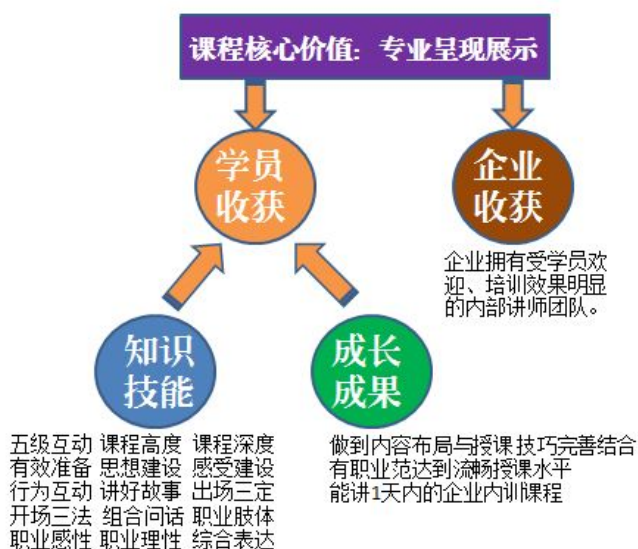 课程核心价值：专业呈现展示
学员
收获
企业
收获
企业拥有受学员欢
迎、培训效果明显
的内部讲师团队。
知识
技能
成长
成果
五级互动 课程高度 课程深度
有效准备 思想建设 感受建设
行为互动 讲好故事 出场三定
开场三法 组合问话 职业肢体
职业感性 职业理性 综合表达
做到内容布局与授课技巧完善结合
有职业范达到流畅授课水平
能讲1天内的企业内训课程